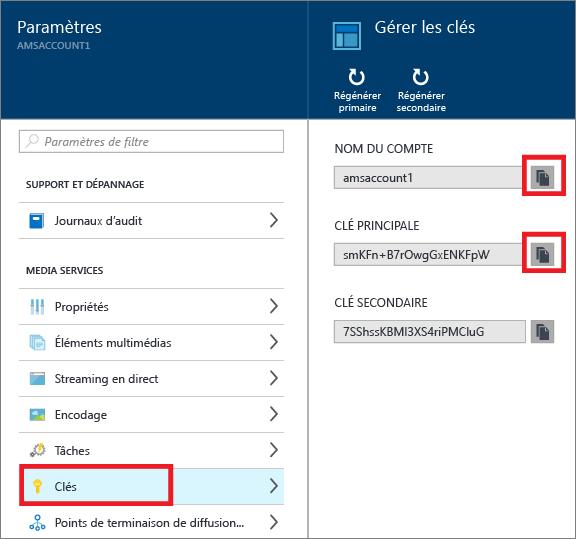 Paramètres
AMSACCOUNT1
Paramètres de filtre
SUPPORT ET DÉPANNAGE
Journaux d'audit
MEDIA SERVICES
Propriétés
Éléments multimédias
Streaming en direct
Encodage
Tâches
Clés
Points de terminaison de diffusion...
Gérer les clés
Régénérer
primaire
Régénérer
secondaire
NOM DU COMPTE
amsaccount1
CLÉ PRINCIPALE
smKFn+B7rOwgGxENKFpW
CLÉ SECONDAIRE
7SShssKBMI3XS4riPMCluG